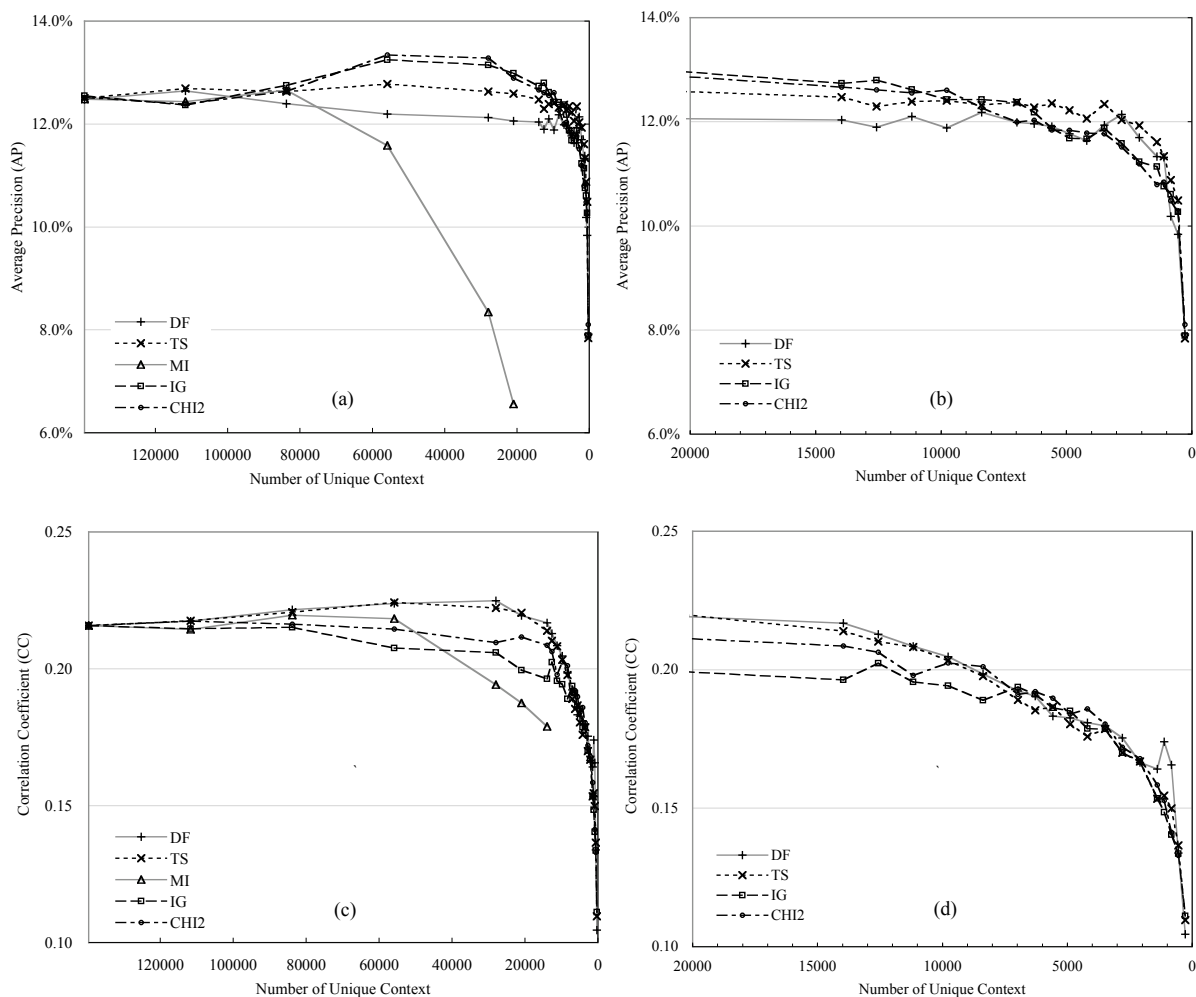 14.0%
12.0%
10.0%
8.0%
6.0%
Average Precision (AP)
DF
TS
MI
IG
CHI2
(a)
120000 100000 80000 60000 40000 20000 0
Number of Unique Context
14.0%
12.0%
10.0%
8.0%
6.0%
Average Precision (AP)
DF
TS
IG
CHI2
(b)
20000 15000 10000 5000 0
Number of Unique Context
0.25
0.20
0.15
0.10
Correlation Coefficient (CC)
DF
TS
MI
IG
CHI2
(c)
120000 100000 80000 60000 40000 20000 0
Number of Unique Context
0.25
0.20
0.15
0.10
Correlation Coefficient (CC)
DF
TS
IG
CHI2
(d)
20000 15000 10000 5000 0
Number of Unique Context